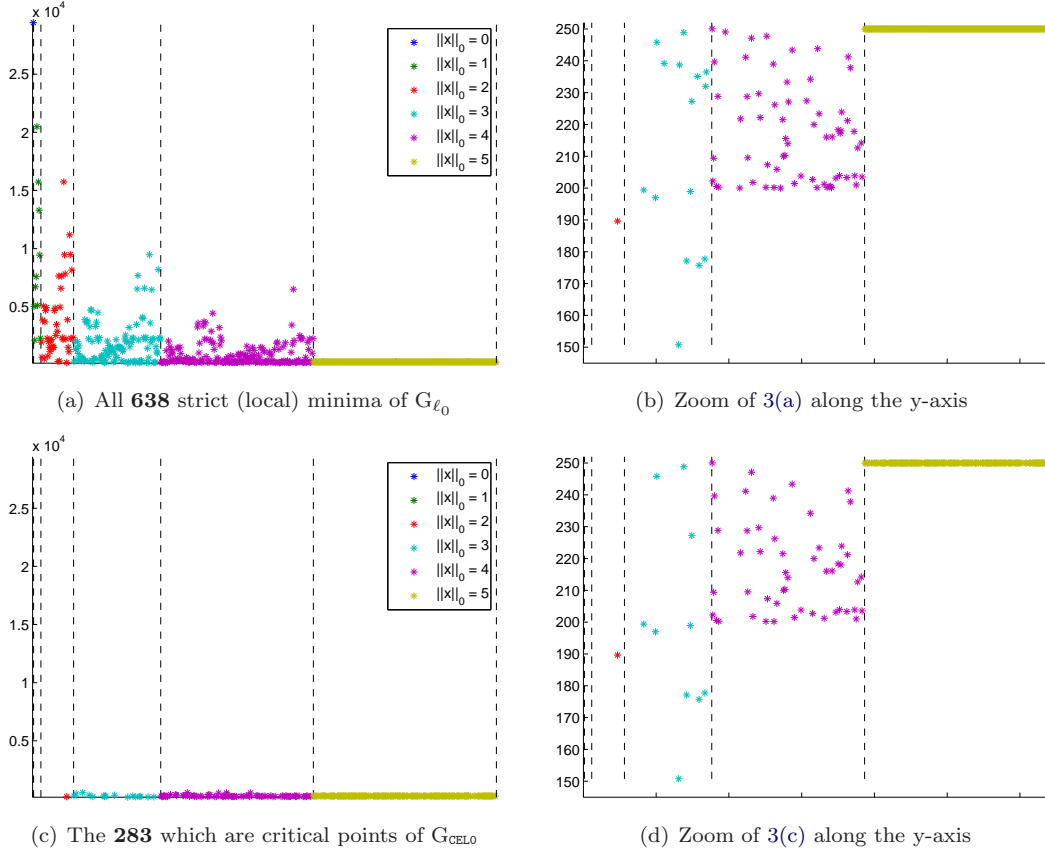 x 10^4
2.5
2
1.5
1
0.5
||x||_0 = 0
||x||_0 = 1
||x||_0 = 2
||x||_0 = 3
||x||_0 = 4
||x||_0 = 5
(a) All 638 strict (local) minima of G_{ℓ_0}
250
240
230
220
210
200
190
180
170
160
150
(b) Zoom of 3(a) along the y-axis
x 10^4
2.5
2
1.5
1
0.5
||x||_0 = 0
||x||_0 = 1
||x||_0 = 2
||x||_0 = 3
||x||_0 = 4
||x||_0 = 5
(c) The 283 which are critical points of G_{CEL0}
250
240
230
220
210
200
190
180
170
160
150
(d) Zoom of 3(c) along the y-axis